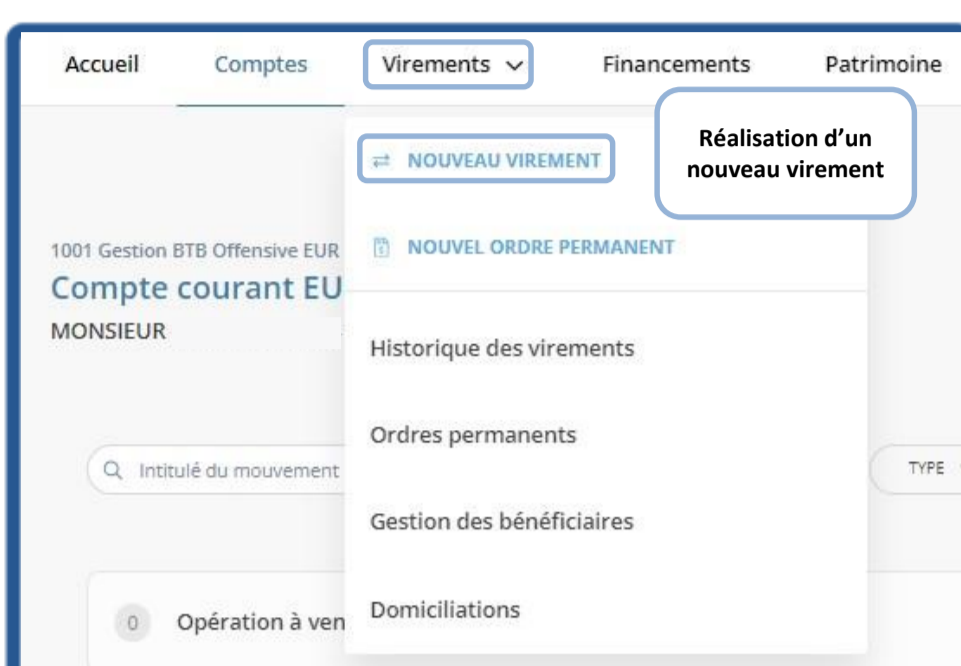 Accueil Comptes Virements Financements Patrimoine
NOUVEAU VIREMENT
Réalisation d’un
nouveau virement
NOUVEL ORDRE PERMANENT
1001 Gestion BTB Offensive EUR
Compte courant EU
MONSIEUR
Historique des virements
Ordres permanents
Intitulé du mouvement
TYPE
Gestion des bénéficiaires
0 Opération à ven
Domiciliations